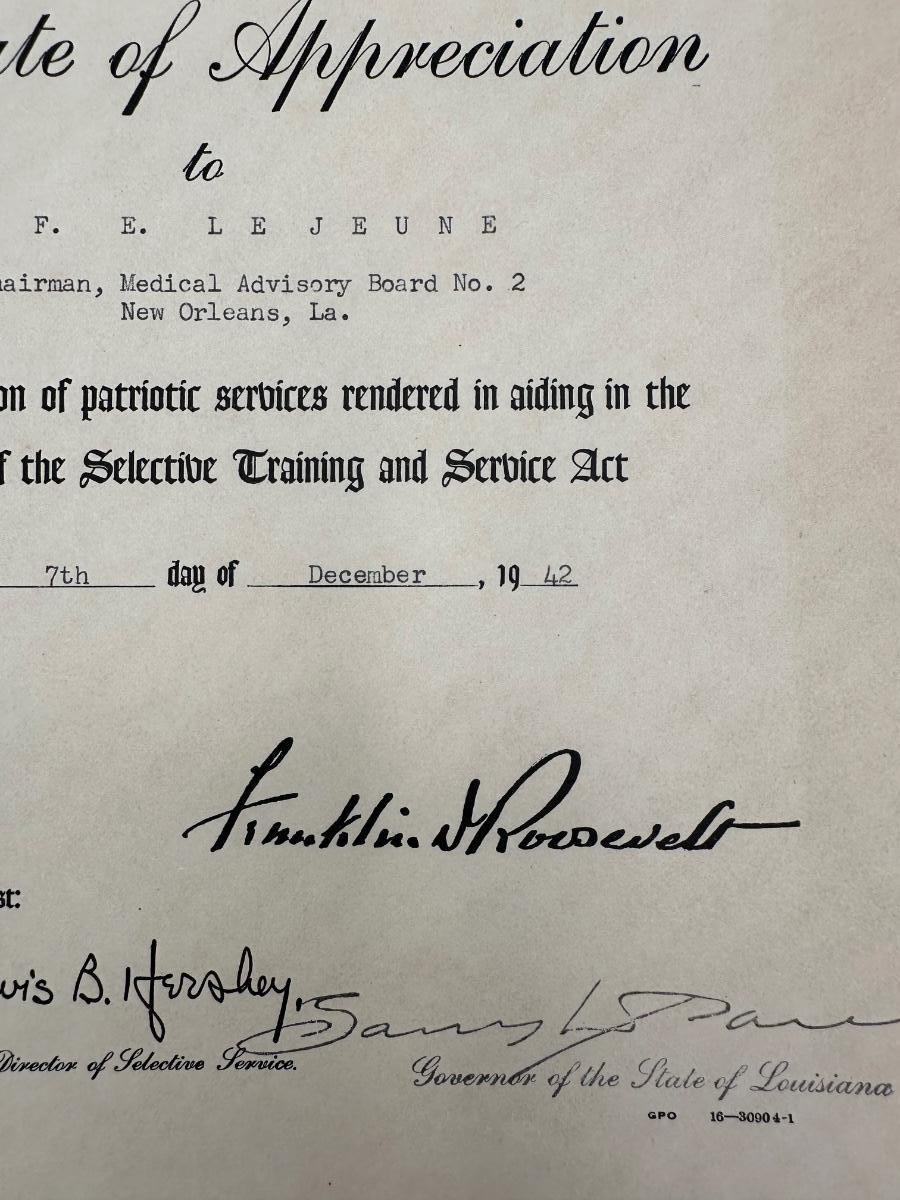 ate of Appreciation
to
F. E. LE JEUNE
hairman, Medical Advisory Board No. 2
New Orleans, La.
on of patriotic services rendered in aiding in the
f the Selective Training and Service Act
7th day of December, 19 42
Franklin D Roosevelt
st:
wis B. Hershey,
Director of Selective Service.
Governor of the State of Louisiana
GPO 16—30904-1